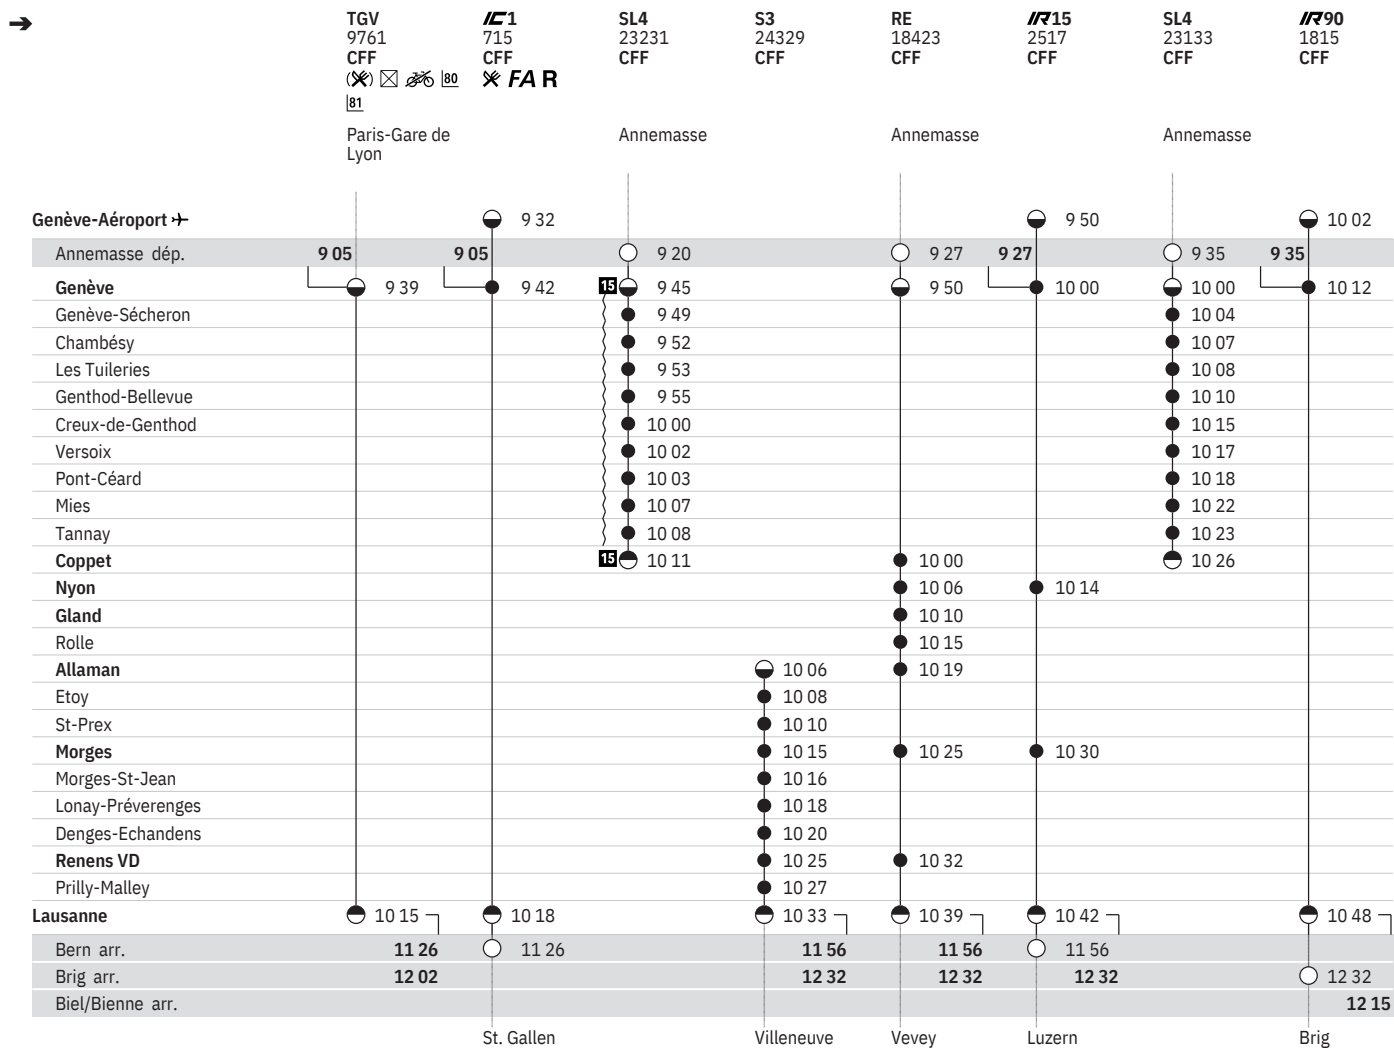 ➔ TGV IC1 SL4 S3 RE IR15 SL4 IR90
9761 715 23231 24329 18423 2517 23133 1815
CFF CFF CFF CFF CFF CFF CFF CFF
80 FA R
81
Paris-Gare de Lyon Annemasse Annemasse Annemasse
Genève-Aéroport 9 32 9 50 10 02
Annemasse dép. 9 05 9 05 9 20 9 27 9 27 9 35 9 35
Genève 9 39 9 42 15 9 45 9 50 10 00 10 00 10 12
Genève-Sécheron 9 49 10 04
Chambésy 9 52 10 07
Les Tuileries 9 53 10 08
Genthod-Bellevue 9 55 10 10
Creux-de-Genthod 10 00 10 15
Versoix 10 02 10 17
Pont-Céard 10 03 10 18
Mies 10 07 10 22
Tannay 10 08 10 23
Coppet 15 10 11 10 00 10 26
Nyon 10 06 10 14
Gland 10 10
Rolle 10 15
Allaman 10 06 10 19
Etoy 10 08
St-Prex 10 10
Morges 10 15 10 25 10 30
Morges-St-Jean 10 16
Lonay-Préverenges 10 18
Denges-Echandens 10 20
Renens VD 10 25 10 32
Prilly-Malley 10 27
Lausanne 10 15 10 18 10 33 10 39 10 42 10 48
Bern arr. 11 26 11 26 11 56 11 56 11 56
Brig arr. 12 02 12 32 12 32 12 32 12 32
Biel/Bienne arr. 12 15
St. Gallen Villeneuve Vevey Luzern Brig